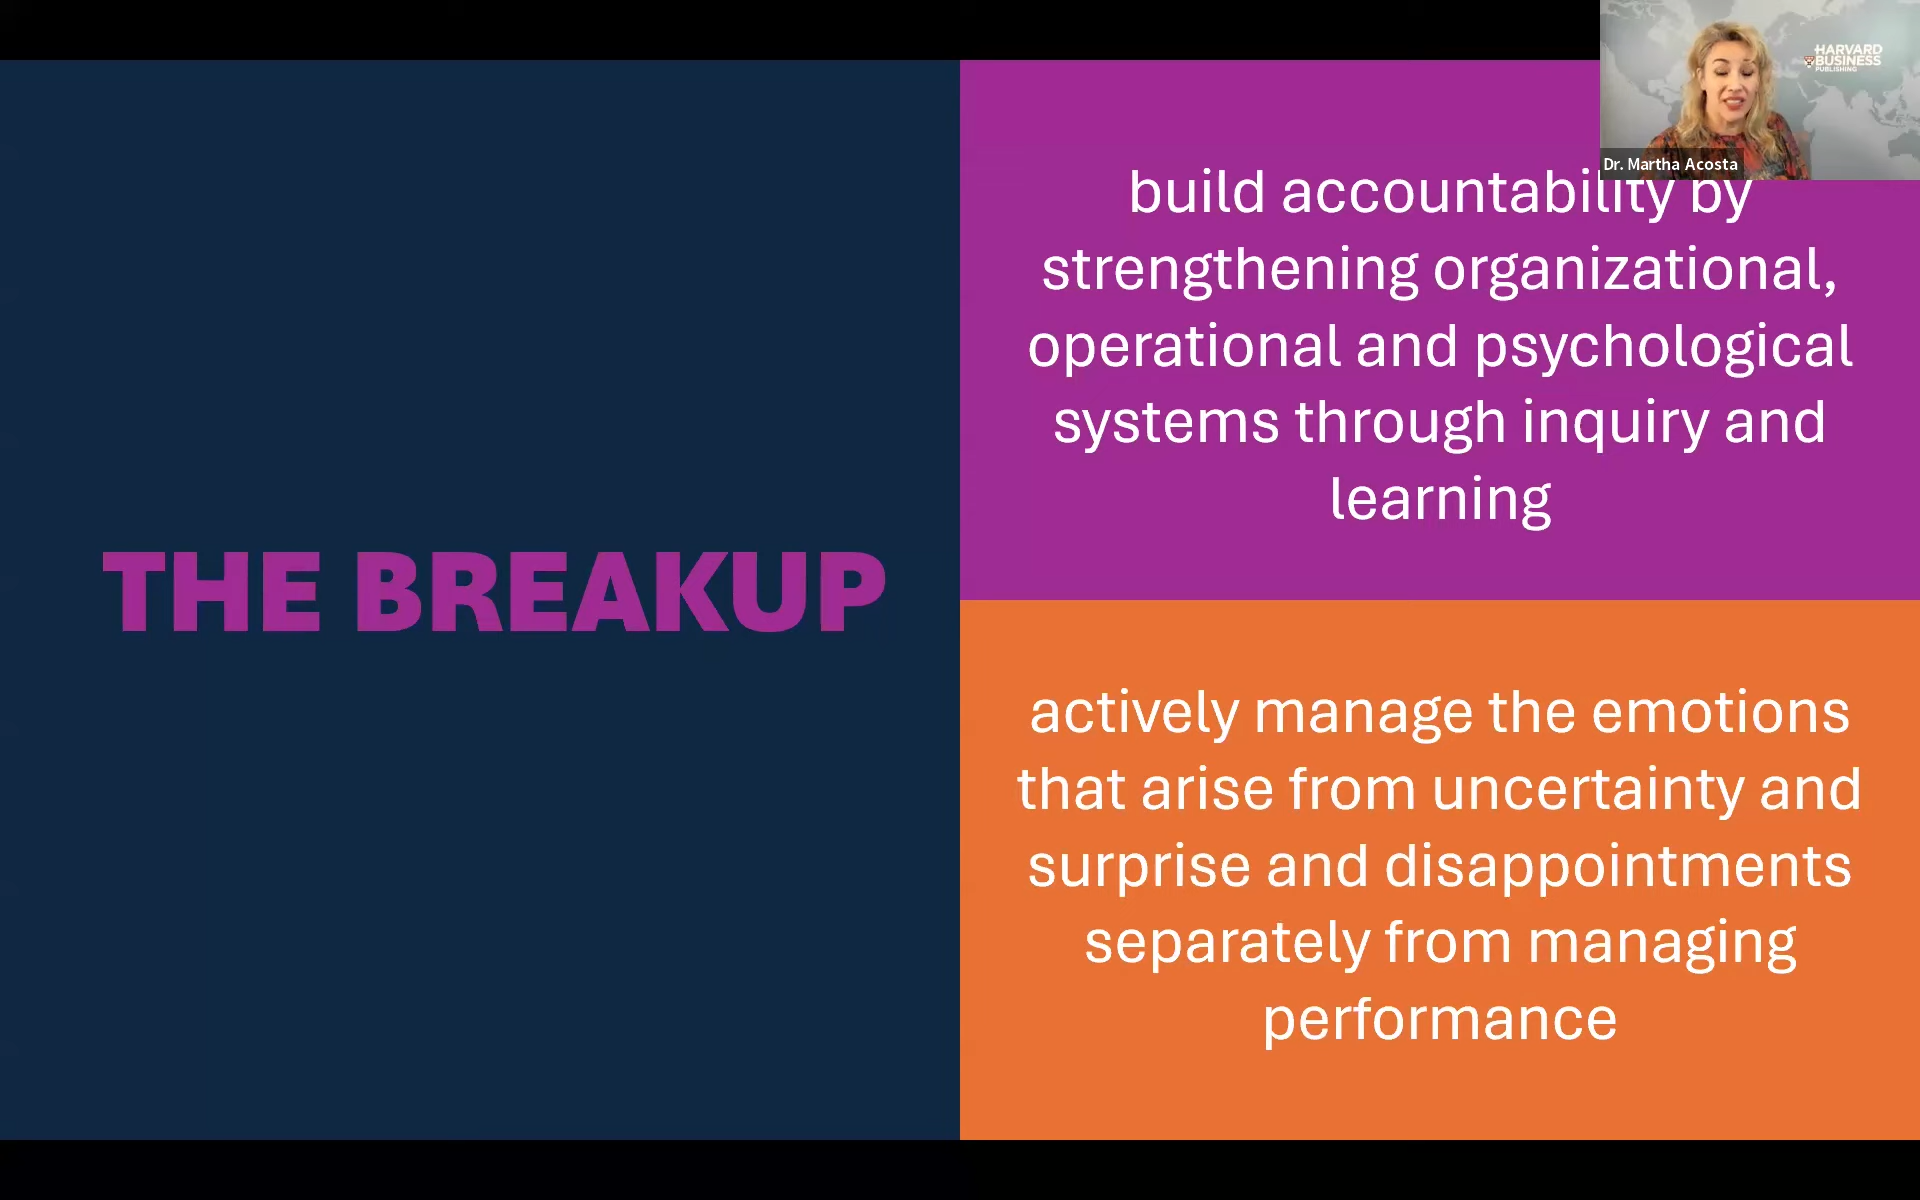 HARVARD
BUSINESS
PUBLISHING
Dr. Martha Acosta
THE BREAKUP
build accountability by
strengthening organizational,
operational and psychological
systems through inquiry and
learning
actively manage the emotions
that arise from uncertainty and
surprise and disappointments
separately from managing
performance